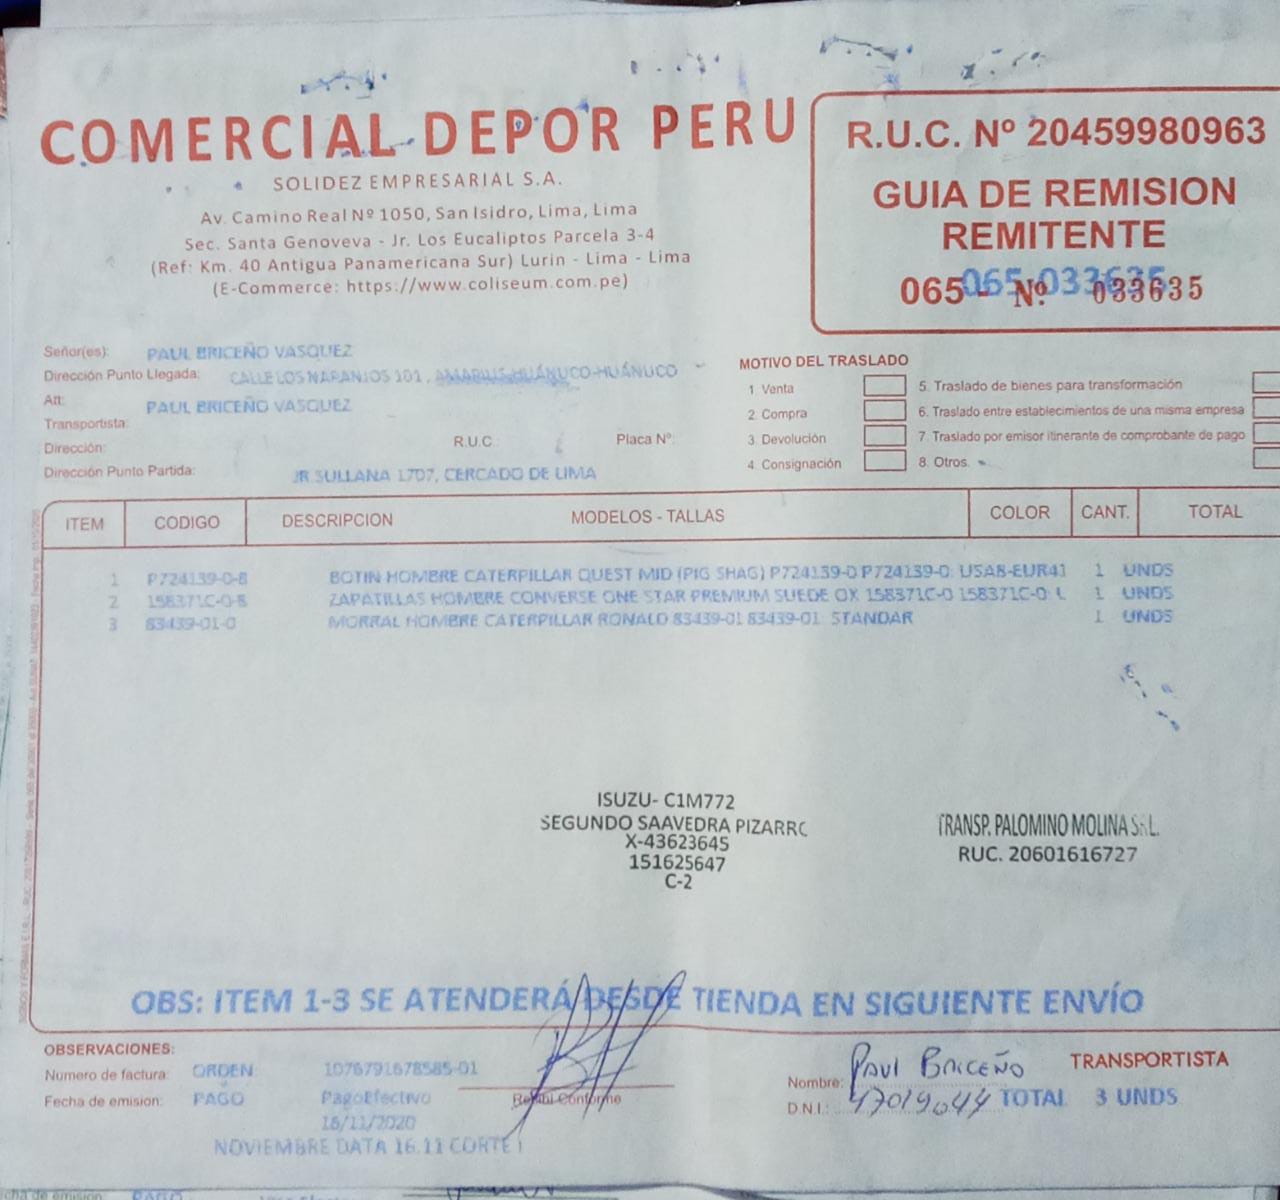 COMERCIAL DEPOR PERU
SOLIDEZ EMPRESARIAL S.A.
Av. Camino Real Nº 1050, San Isidro, Lima, Lima
Sec. Santa Genoveva - Jr. Los Eucaliptos Parcela 3-4
(Ref: Km. 40 Antigua Panamericana Sur) Lurin - Lima - Lima
(E-Commerce: https://www.coliseum.com.pe)
R.U.C. Nº 20459980963
GUIA DE REMISION
REMITENTE
065- Nº 033635
065-033635
Señor(es): PAUL BRICEÑO VASQUEZ
Dirección Punto Llegada: CALLE LOS NARANJOS 101, AMARILIS-HUÁNUCO-HUÁNUCO
Att: PAUL BRICEÑO VASQUEZ
Transportista:
Dirección: R.U.C.: Placa Nº:
Dirección Punto Partida: JR.SULLANA 1707, CERCADO DE LIMA
MOTIVO DEL TRASLADO
1 Venta
2. Compra
3. Devolución
4. Consignación
5. Traslado de bienes para transformación
6. Traslado entre establecimientos de una misma empresa
7. Traslado por emisor itinerante de comprobante de pago
8. Otros.
ITEM CODIGO DESCRIPCION MODELOS - TALLAS COLOR CANT. TOTAL
1 P724139-0-8 BOTIN HOMBRE CATERPILLAR QUEST MID (PIG SHAG) P724139-0 P724139-0: USA8-EUR41 1 UNDS
2 158371C-0-8 ZAPATILLAS HOMBRE CONVERSE ONE STAR PREMIUM SUEDE OX 158371C-0 158371C-0: L 1 UNDS
3 83439-01-0 MORRAL HOMBRE CATERPILLAR RONALD 83439-01 83439-01: STANDAR 1 UNDS
ISUZU- C1M772
SEGUNDO SAAVEDRA PIZARRO
X-43623645
151625647
C-2
TRANSP. PALOMINO MOLINA S.R.L.
RUC. 20601616727
OBS: ITEM 1-3 SE ATENDERÁ DESDE TIENDA EN SIGUIENTE ENVÍO
OBSERVACIONES:
Numero de factura: ORDEN 1076791678585-01
Fecha de emision: PAGO PagoEfectivo
16/11/2020
NOVIEMBRE DATA 16.11 CORTE 1
Recibí Conforme
Nombre: PAUL BRICEÑO
D.N.I.: 47019044
TRANSPORTISTA
TOTAL 3 UNDS